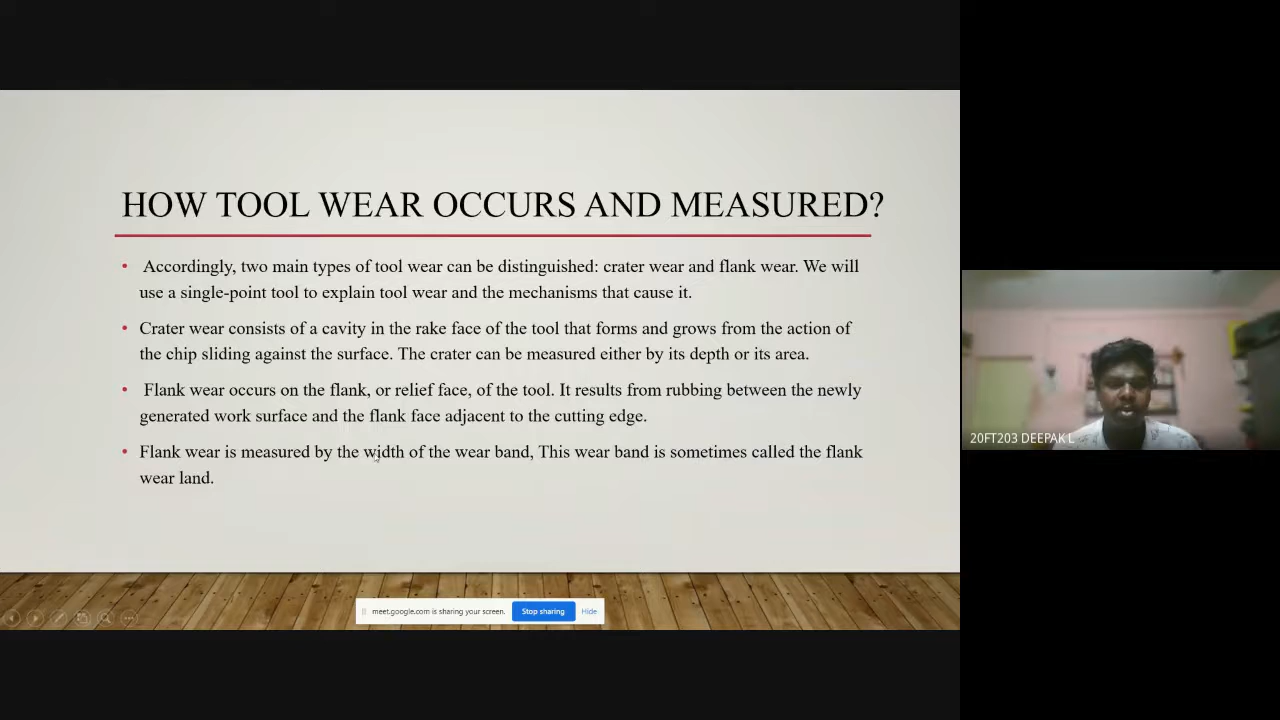 HOW TOOL WEAR OCCURS AND MEASURED?
• Accordingly, two main types of tool wear can be distinguished: crater wear and flank wear. We will
use a single-point tool to explain tool wear and the mechanisms that cause it.
• Crater wear consists of a cavity in the rake face of the tool that forms and grows from the action of
the chip sliding against the surface. The crater can be measured either by its depth or its area.
• Flank wear occurs on the flank, or relief face, of the tool. It results from rubbing between the newly
generated work surface and the flank face adjacent to the cutting edge.
• Flank wear is measured by the width of the wear band, This wear band is sometimes called the flank
wear land.
meet.google.com is sharing your screen.
Stop sharing
Hide
20FT203 DEEPAK L